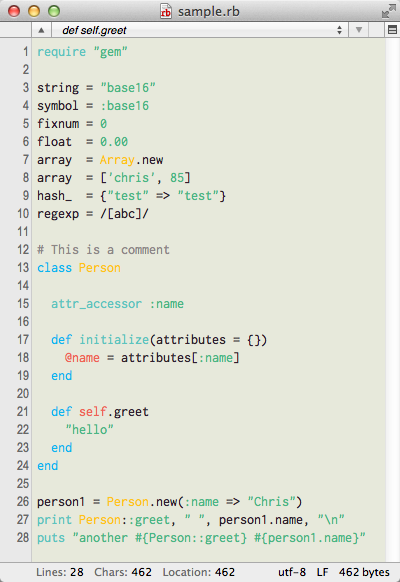 sample.rb
def self.greet
1 require "gem"
2
3 string = "base16"
4 symbol = :base16
5 fixnum = 0
6 float  = 0.00
7 array  = Array.new
8 array  = ['chris', 85]
9 hash_  = {"test" => "test"}
10 regexp = /[abc]/
11
12 # This is a comment
13 class Person
14
15   attr_accessor :name
16
17   def initialize(attributes = {})
18     @name = attributes[:name]
19   end
20
21   def self.greet
22     "hello"
23   end
24 end
25
26 person1 = Person.new(:name => "Chris")
27 print Person::greet, " ", person1.name, "\n"
28 puts "another #{Person::greet} #{person1.name}"
Lines: 28 Chars: 462 Location: 462 utf-8 LF 462 bytes